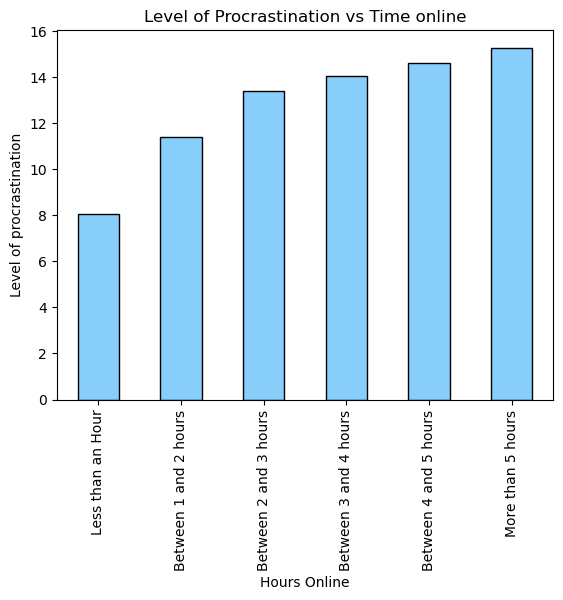 Level of Procrastination vs Time online
Level of procrastination
16
14
12
10
8
6
4
2
0
Less than an Hour
Between 1 and 2 hours
Between 2 and 3 hours
Between 3 and 4 hours
Between 4 and 5 hours
More than 5 hours
Hours Online